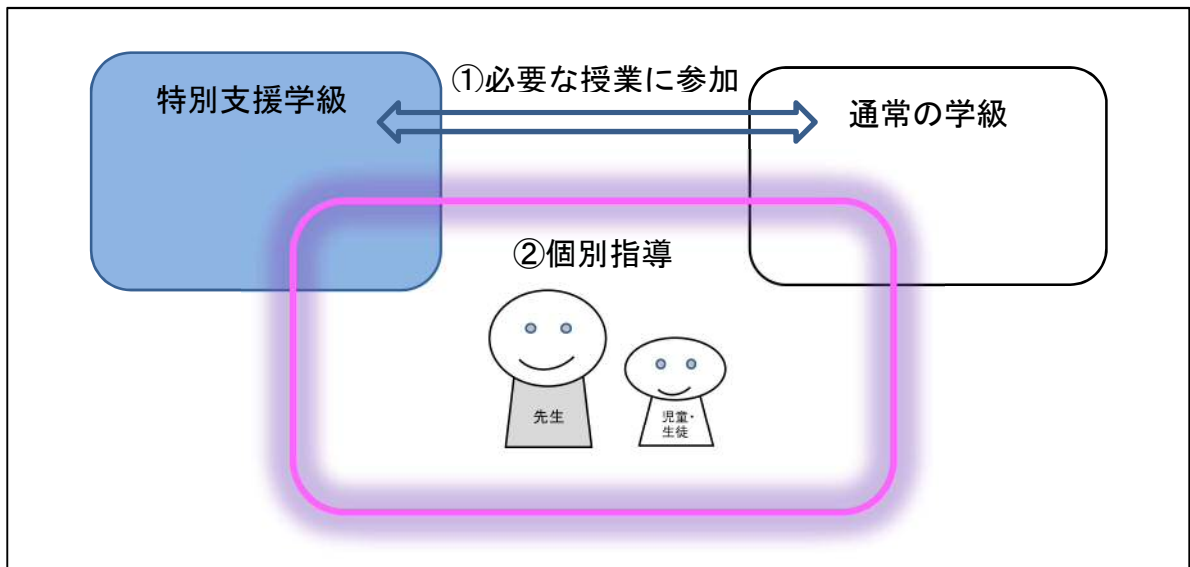 特別支援学級
①必要な授業に参加
通常の学級
②個別指導
先生
児童・
生徒